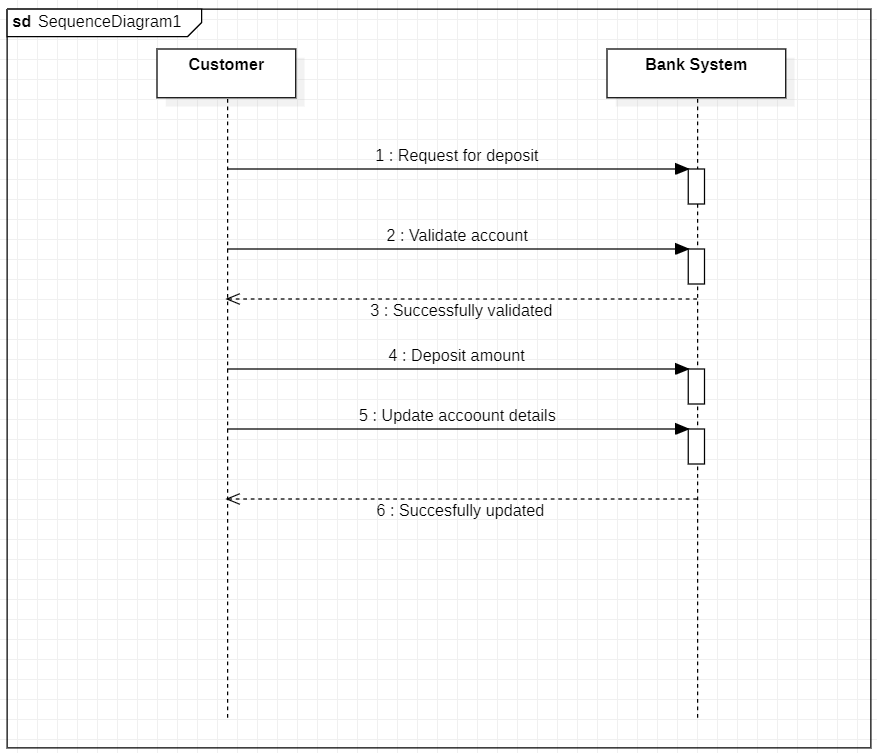 sd SequenceDiagram1
Customer
Bank System
1 : Request for deposit
2 : Validate account
3 : Successfully validated
4 : Deposit amount
5 : Update accoount details
6 : Succesfully updated